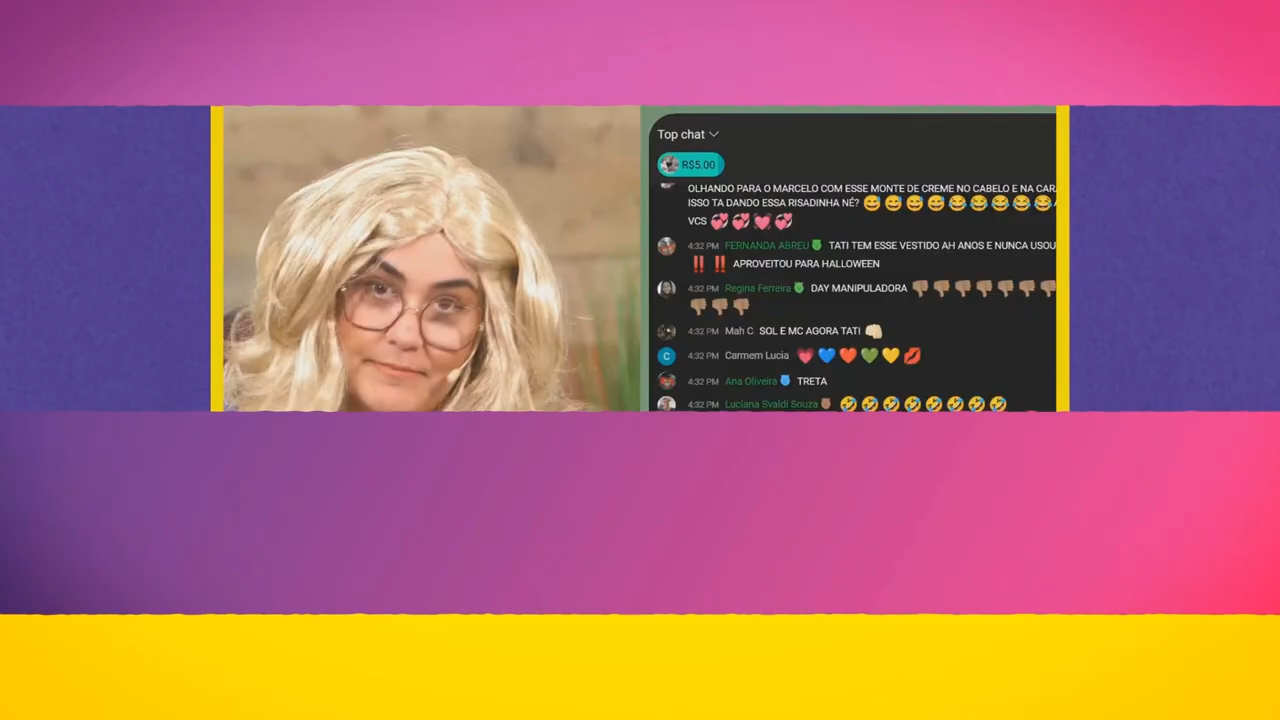 Top chat
R$5.00
OLHANDO PARA O MARCELO COM ESSE MONTE DE CREME NO CABELO E NA
ISSO TA DANDO ESSA RISADINHA NÉ? 😅 😅 😅 😅 😂 😂 😂 😂 😂
VCS 💞 💞 💓 💞
4:32 PM FERNANDA ABREU TATI TEM ESSE VESTIDO AH ANOS E NUNCA USOU
‼️ ‼️ APROVEITOU PARA HALLOWEEN
4:32 PM Regina Ferreira DAY MANIPULADORA 👎🏽 👎🏽 👎🏽 👎🏽 👎🏽 👎🏽 👎🏽
👎🏽 👎🏽 👎🏽
4:32 PM Mah C SOL E MC AGORA TATI 👊🏻
C 4:32 PM Carmem Lucia 💗 💙 ❤️ 💚 💛 💋
4:32 PM Ana Oliveira TRETA
4:32 PM Luciana Svaldi Souza 🤣 🤣 🤣 🤣 🤣 🤣 🤣 🤣